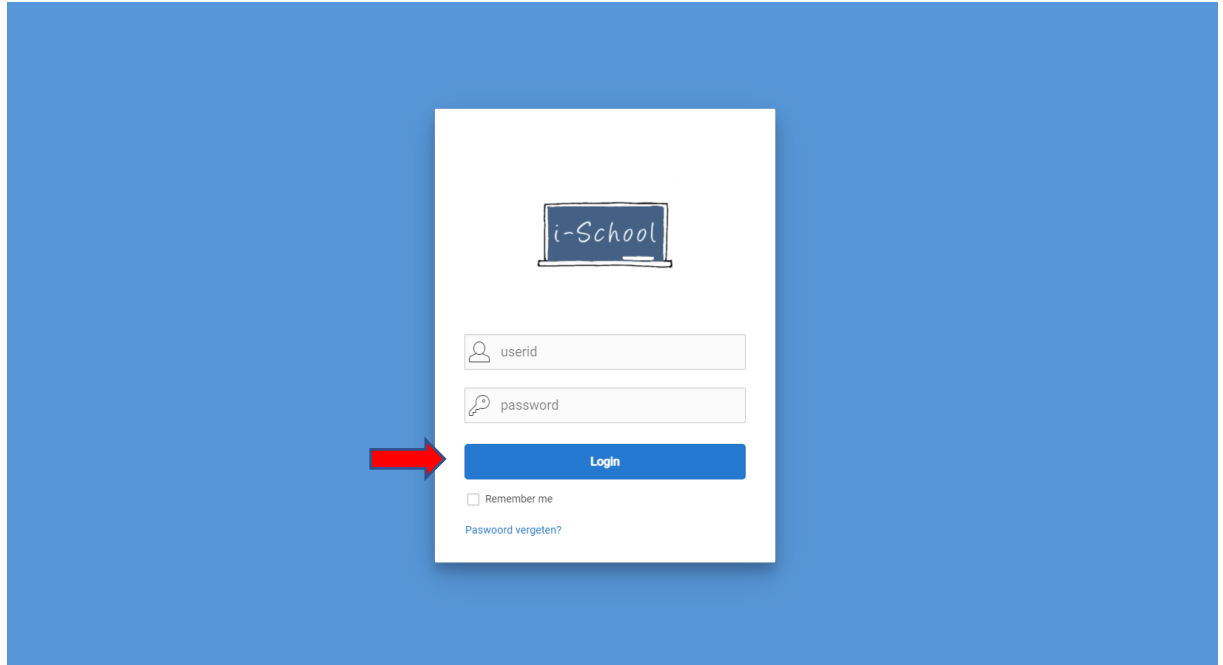 i-School
userid
password
Login
Remember me
Paswoord vergeten?